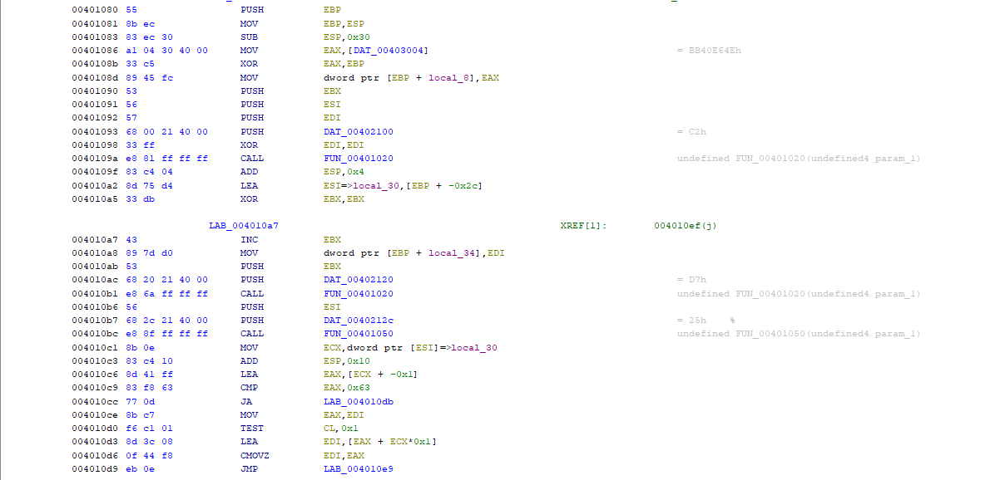 00401080 55 PUSH EBP
00401081 8b ec MOV EBP,ESP
00401083 83 ec 30 SUB ESP,0x30
00401086 a1 04 30 40 00 MOV EAX,[DAT_00403004] = BB40E64Eh
0040108b 33 c5 XOR EAX,EBP
0040108d 89 45 fc MOV dword ptr [EBP + local_8],EAX
00401090 53 PUSH EBX
00401091 56 PUSH ESI
00401092 57 PUSH EDI
00401093 68 00 21 40 00 PUSH DAT_00402100 = C2h
00401098 33 ff XOR EDI,EDI
0040109a e8 81 ff ff ff CALL FUN_00401020 undefined FUN_00401020(undefined4 param_1)
0040109f 83 c4 04 ADD ESP,0x4
004010a2 8d 75 d4 LEA ESI=>local_30,[EBP + -0x2c]
004010a5 33 db XOR EBX,EBX
LAB_004010a7 XREF[1]: 004010ef(j)
004010a7 43 INC EBX
004010a8 89 7d d0 MOV dword ptr [EBP + local_34],EDI
004010ab 53 PUSH EBX
004010ac 68 20 21 40 00 PUSH DAT_00402120 = D7h
004010b1 e8 6a ff ff ff CALL FUN_00401020 undefined FUN_00401020(undefined4 param_1)
004010b6 56 PUSH ESI
004010b7 68 2c 21 40 00 PUSH DAT_0040212c = 25h %
004010bc e8 8f ff ff ff CALL FUN_00401050 undefined FUN_00401050(undefined4 param_1)
004010c1 8b 0e MOV ECX,dword ptr [ESI]=>local_30
004010c3 83 c4 10 ADD ESP,0x10
004010c6 8d 41 ff LEA EAX,[ECX + -0x1]
004010c9 83 f8 63 CMP EAX,0x63
004010cc 77 0d JA LAB_004010db
004010ce 8b c7 MOV EAX,EDI
004010d0 f6 c1 01 TEST CL,0x1
004010d3 8d 3c 08 LEA EDI,[EAX + ECX*0x1]
004010d6 0f 44 f8 CMOVZ EDI,EAX
004010d9 eb 0e JMP LAB_004010e9